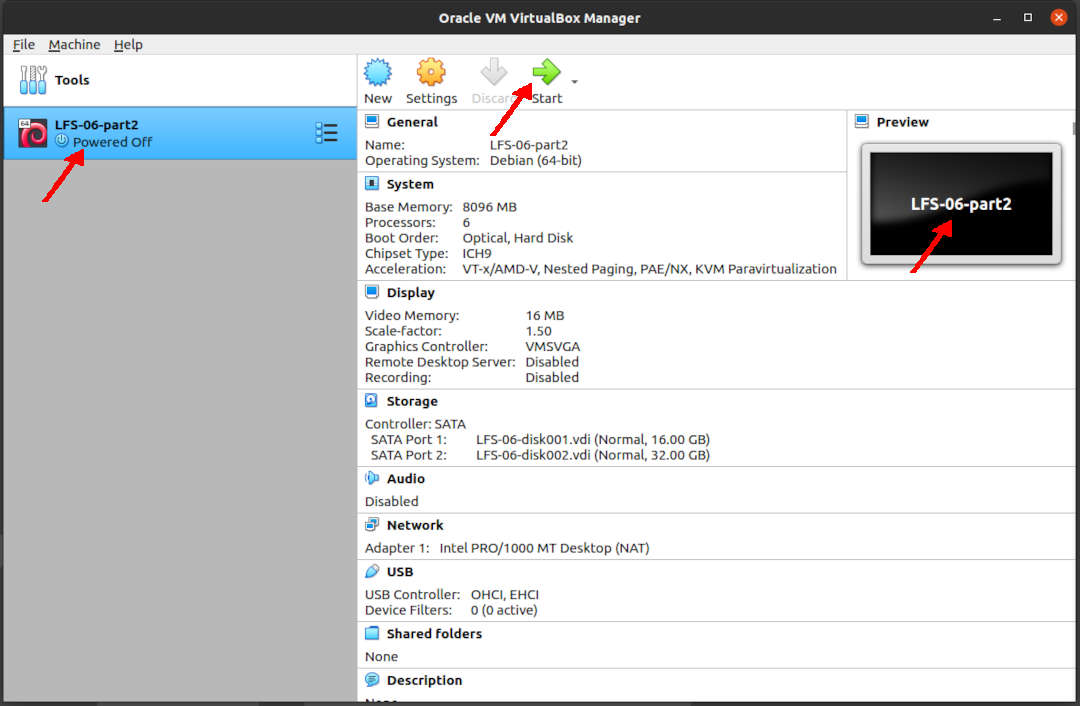 Oracle VM VirtualBox Manager
File Machine Help
Tools
New Settings Discard Start
64 LFS-06-part2
Powered Off
General
Name: LFS-06-part2
Operating System: Debian (64-bit)
Preview
LFS-06-part2
System
Base Memory: 8096 MB
Processors: 6
Boot Order: Optical, Hard Disk
Chipset Type: ICH9
Acceleration: VT-x/AMD-V, Nested Paging, PAE/NX, KVM Paravirtualization
Display
Video Memory: 16 MB
Scale-factor: 1.50
Graphics Controller: VMSVGA
Remote Desktop Server: Disabled
Recording: Disabled
Storage
Controller: SATA
SATA Port 1: LFS-06-disk001.vdi (Normal, 16.00 GB)
SATA Port 2: LFS-06-disk002.vdi (Normal, 32.00 GB)
Audio
Disabled
Network
Adapter 1: Intel PRO/1000 MT Desktop (NAT)
USB
USB Controller: OHCI, EHCI
Device Filters: 0 (0 active)
Shared folders
None
Description
None